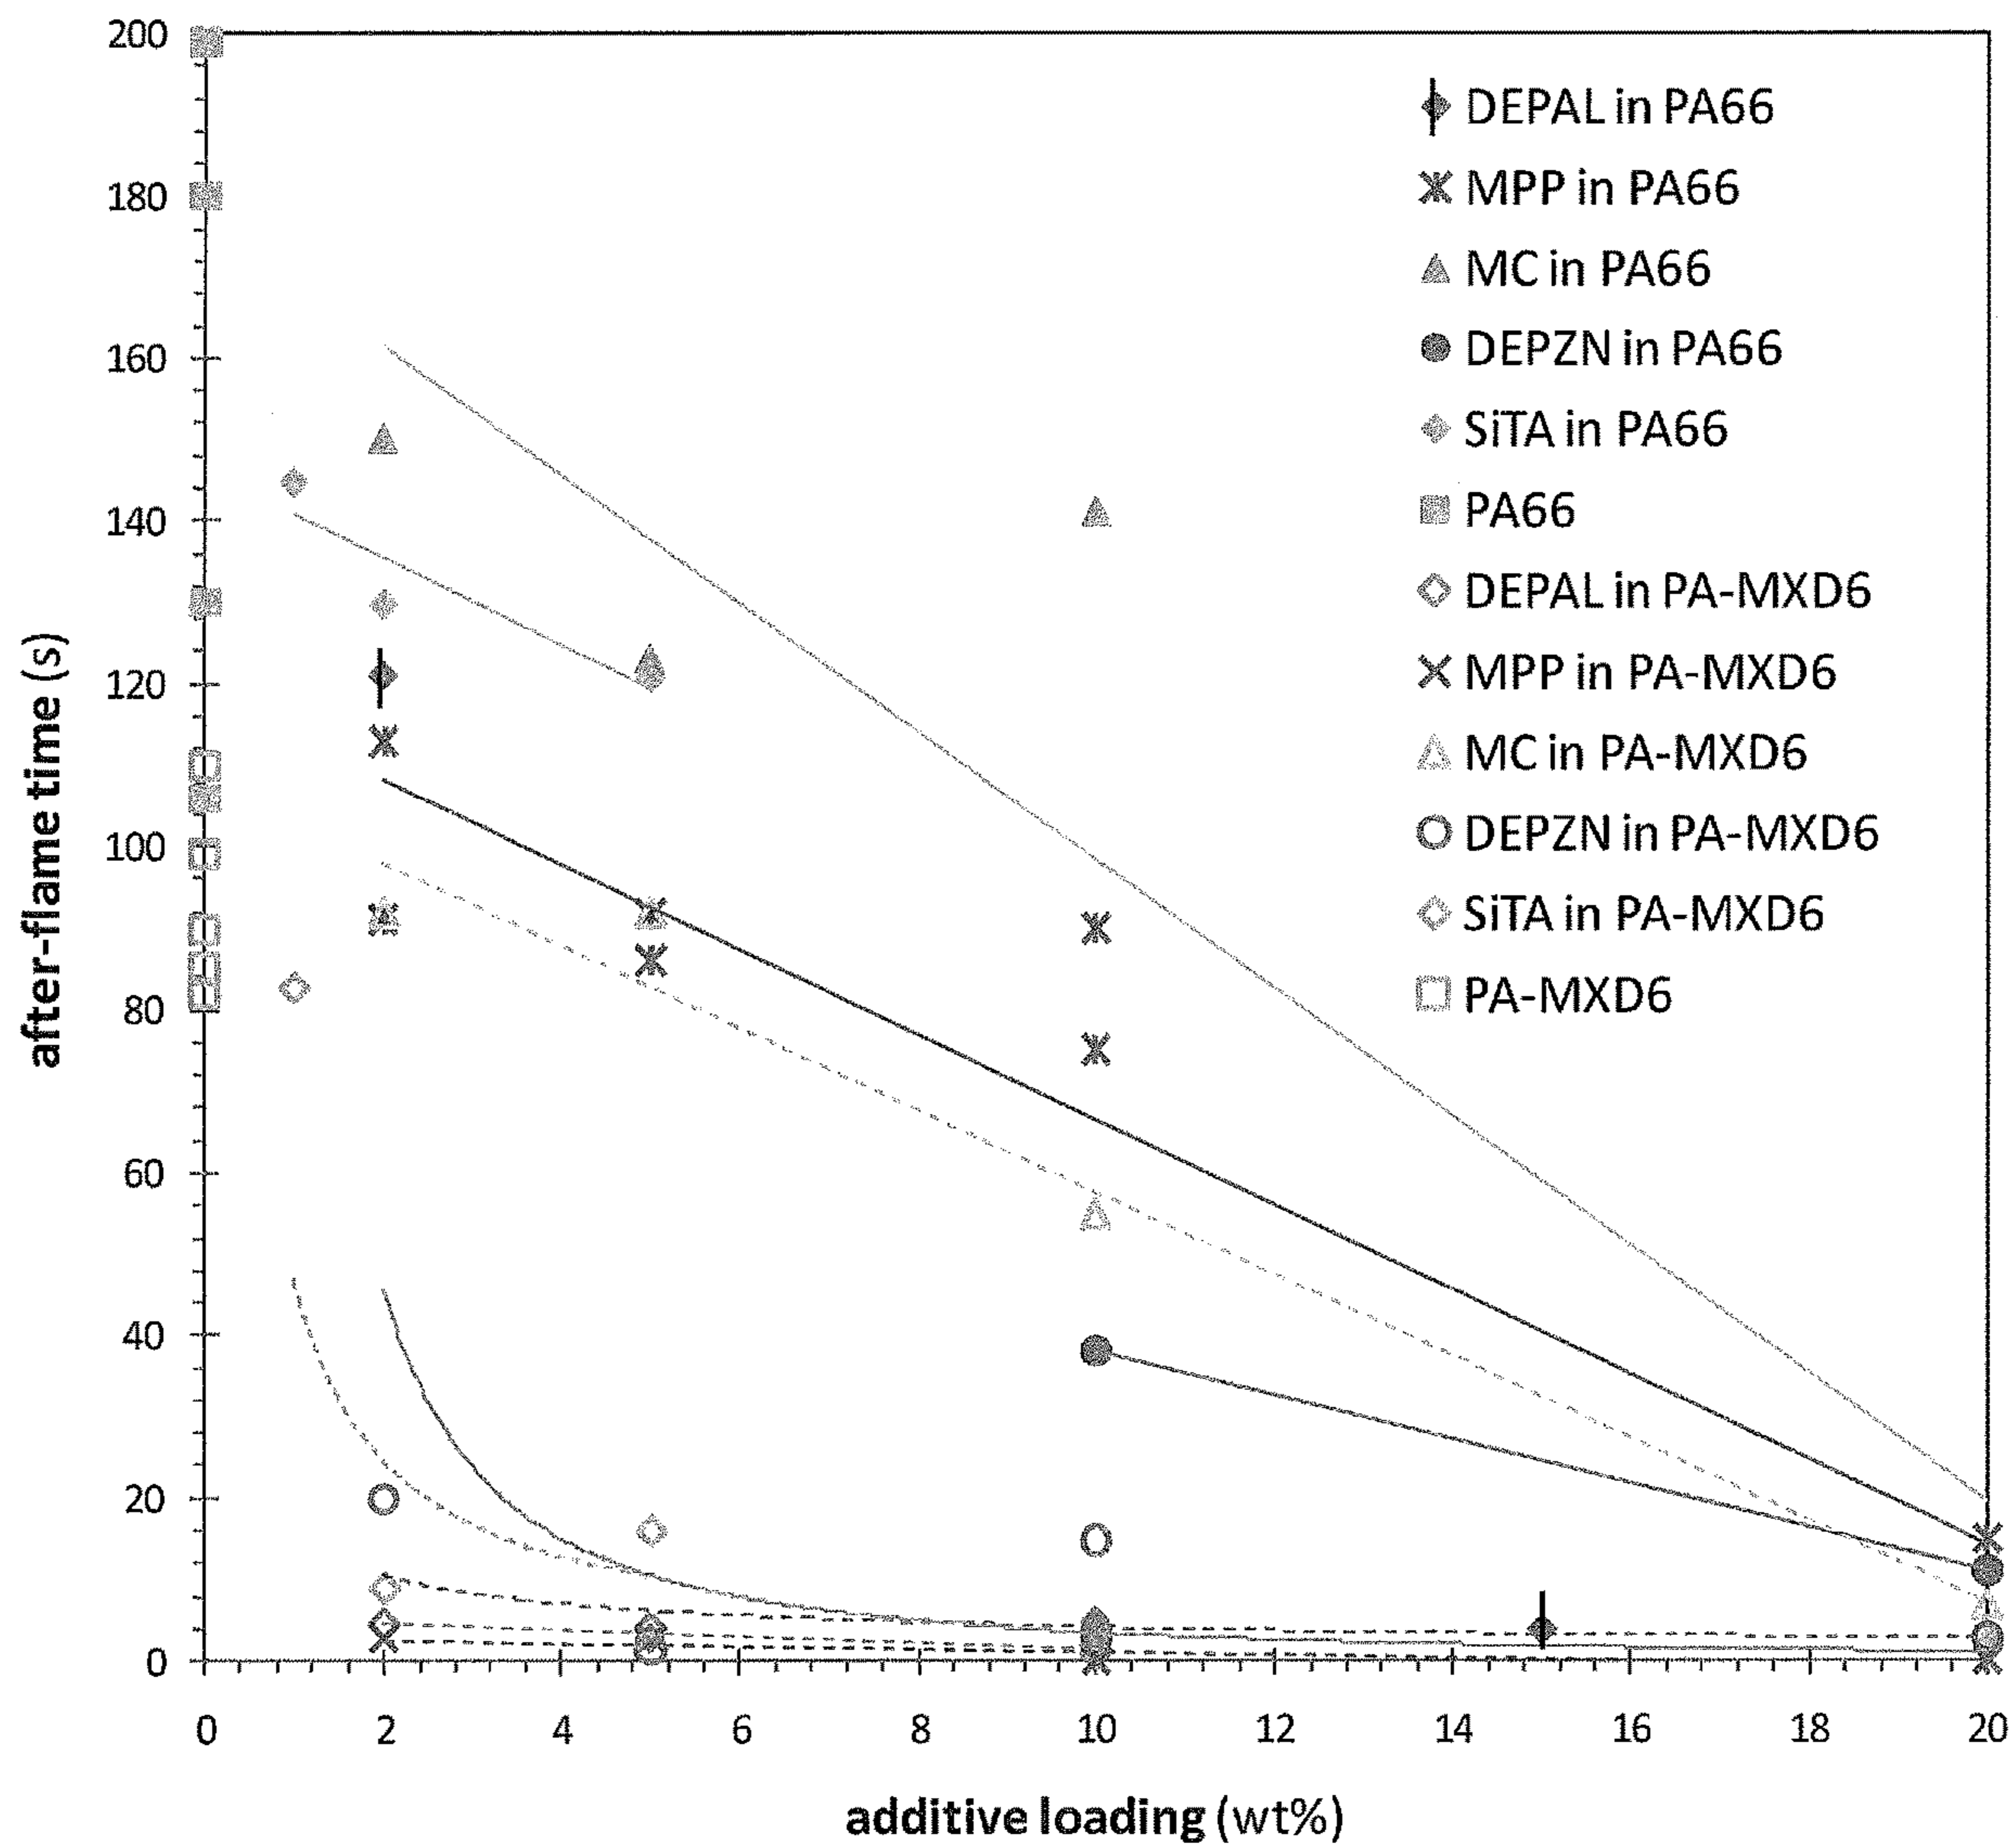 200
180
160
140
120
100
80
60
40
20
0
after-flame time (s)
DEPAL in PA66
MPP in PA66
MC in PA66
DEPZN in PA66
SiTA in PA66
PA66
DEPAL in PA-MXD6
MPP in PA-MXD6
MC in PA-MXD6
DEPZN in PA-MXD6
SiTA in PA-MXD6
PA-MXD6
0 2 4 6 8 10 12 14 16 18 20
additive loading (wt%)